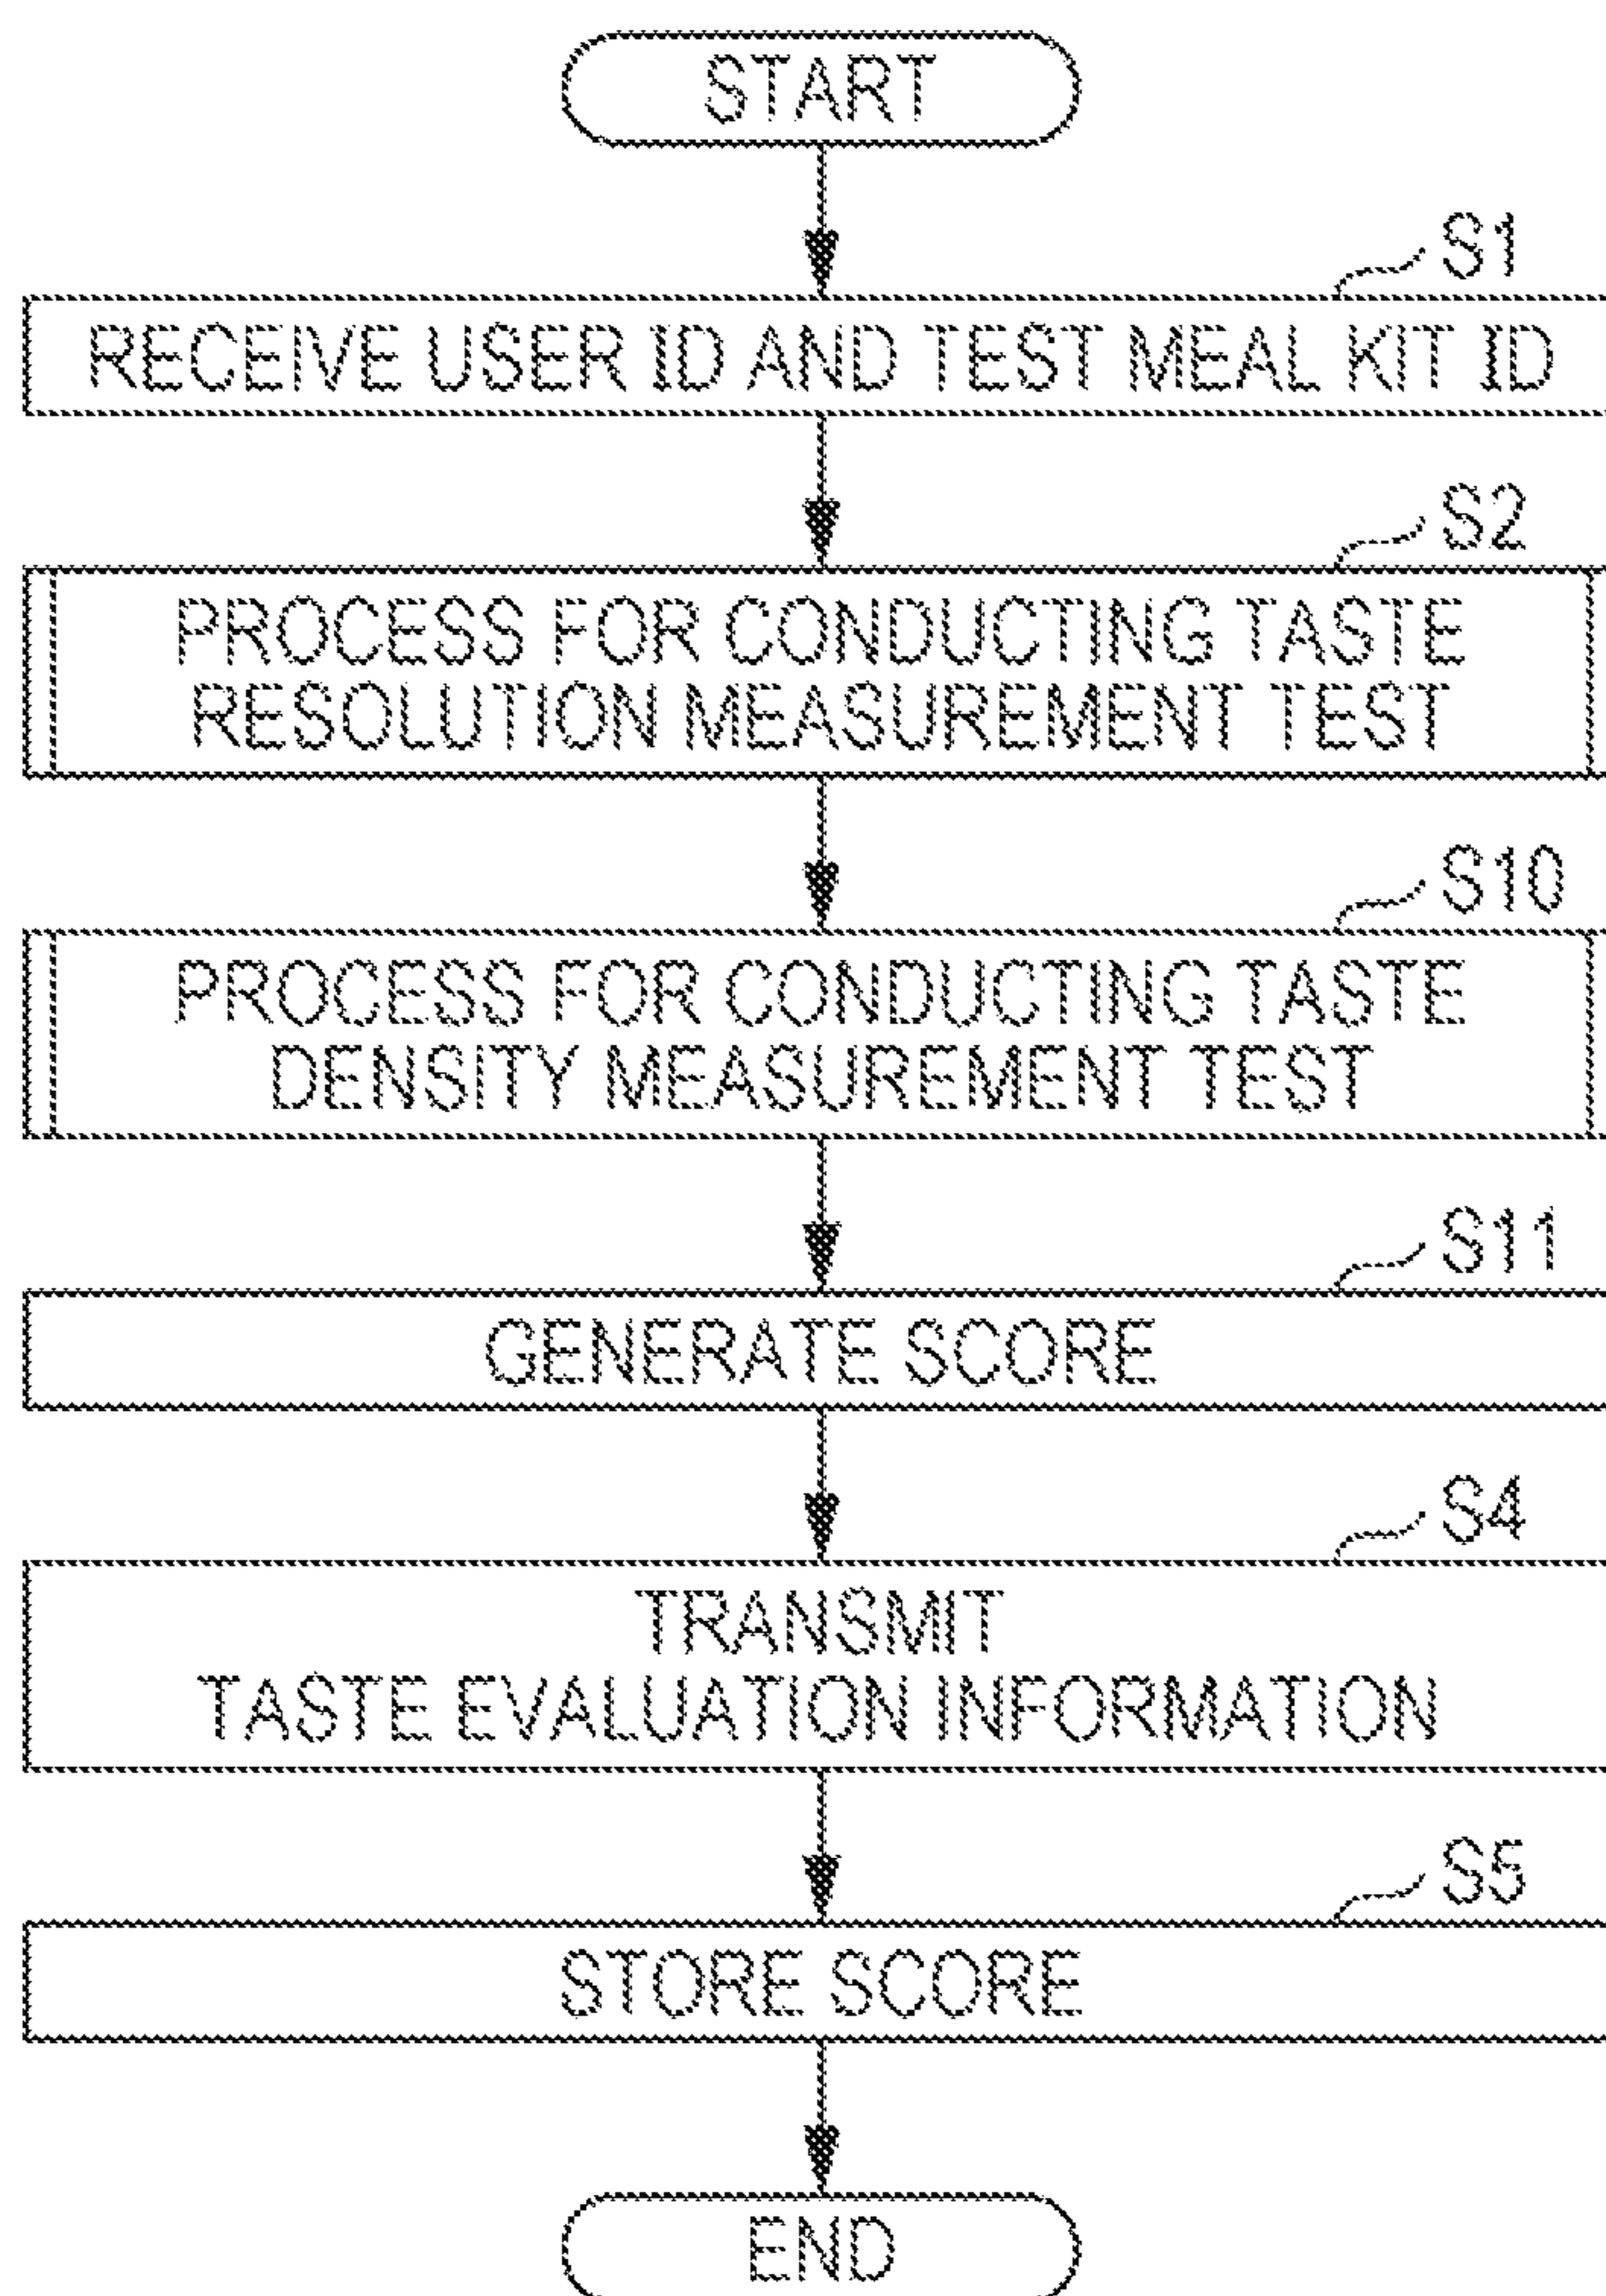 START
S1
RECEIVE USER ID AND TEST MEAL KIT ID
S2
PROCESS FOR CONDUCTING TASTE
RESOLUTION MEASUREMENT TEST
S10
PROCESS FOR CONDUCTING TASTE
DENSITY MEASUREMENT TEST
S11
GENERATE SCORE
S4
TRANSMIT
TASTE EVALUATION INFORMATION
S5
STORE SCORE
END